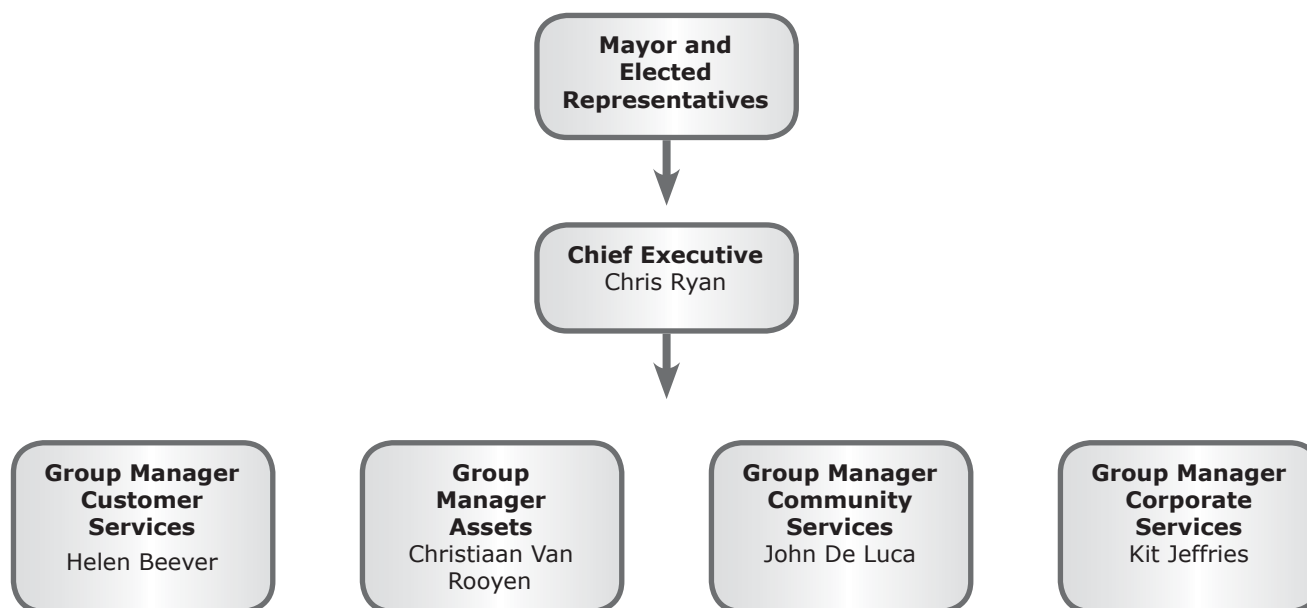 Mayor and
Elected
Representatives
Chief Executive
Chris Ryan
Group Manager
Customer
Services
Helen Beever
Group
Manager
Assets
Christiaan Van
Rooyen
Group Manager
Community
Services
John De Luca
Group Manager
Corporate
Services
Kit Jeffries